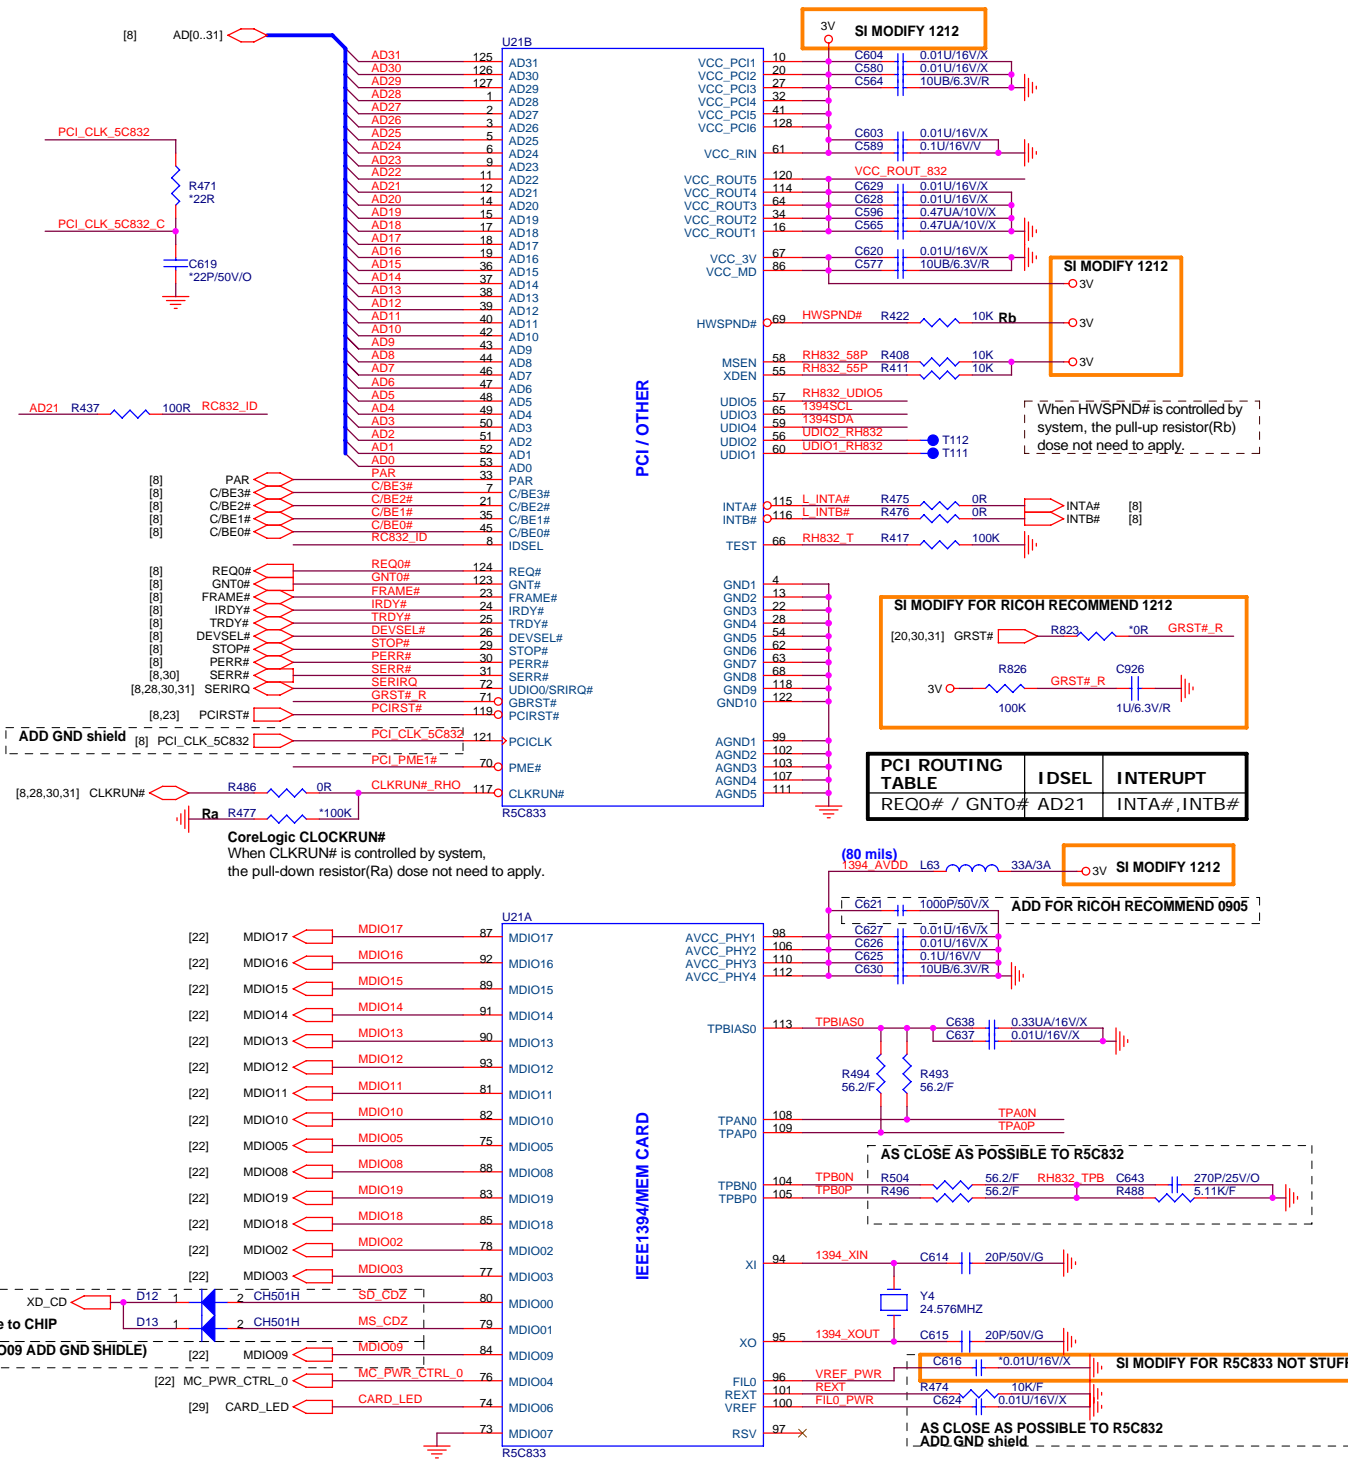 [8] AD[0..31]
U21B
PCI / OTHER
R5C833
AD31 125 AD31
AD30 126 AD30
AD29 127 AD29
AD28 1 AD28
AD27 2 AD27
AD26 3 AD26
AD25 5 AD25
AD24 6 AD24
AD23 9 AD23
AD22 11 AD22
AD21 12 AD21
AD20 14 AD20
AD19 15 AD19
AD18 17 AD18
AD17 18 AD17
AD16 19 AD16
AD15 36 AD15
AD14 37 AD14
AD13 38 AD13
AD12 39 AD12
AD11 40 AD11
AD10 42 AD10
AD9 43 AD9
AD8 44 AD8
AD7 46 AD7
AD6 47 AD6
AD5 48 AD5
AD4 49 AD4
AD3 50 AD3
AD2 51 AD2
AD1 52 AD1
AD0 53 AD0
[8] PAR PAR 33 PAR
[8] C/BE3# C/BE3# 7 C/BE3#
[8] C/BE2# C/BE2# 21 C/BE2#
[8] C/BE1# C/BE1# 35 C/BE1#
[8] C/BE0# C/BE0# 45 C/BE0#
RC832_ID 8 IDSEL
[8] REQ0# REQ0# 124 REQ#
[8] GNT0# GNT0# 123 GNT#
[8] FRAME# FRAME# 23 FRAME#
[8] IRDY# IRDY# 24 IRDY#
[8] TRDY# TRDY# 25 TRDY#
[8] DEVSEL# DEVSEL# 26 DEVSEL#
[8] STOP# STOP# 29 STOP#
[8] PERR# PERR# 30 PERR#
[8,30] SERR# SERR# 31 SERR#
[8,28,30,31] SERIRQ SERIRQ 72 UDIO0/SRIRQ#
GRST#_R 71 GBRST#
[8,23] PCIRST# PCIRST# 119 PCIRST#
ADD GND shield [8] PCI_CLK_5C832 PCI_CLK_5C832 121 PCICLK
PCI_PME1# 70 PME#
[8,28,30,31] CLKRUN# R486 0R CLKRUN#_RHO 117 CLKRUN#
Ra R477 *100K
CoreLogic CLOCKRUN#
When CLKRUN# is controlled by system,
the pull-down resistor(Ra) dose not need to apply.
PCI_CLK_5C832
R471
*22R
PCI_CLK_5C832_C
C619
*22P/50V/O
AD21 R437 100R RC832_ID
3V SI MODIFY 1212
VCC_PCI1 10 C604 0.01U/16V/X
VCC_PCI2 20 C580 0.01U/16V/X
VCC_PCI3 27 C564 10UB/6.3V/R
VCC_PCI4 32
VCC_PCI5 41
VCC_PCI6 128
C603 0.01U/16V/X
VCC_RIN 61 C589 0.1U/16V/V
VCC_ROUT5 120 VCC_ROUT_832
VCC_ROUT4 114 C629 0.01U/16V/X
VCC_ROUT3 64 C628 0.01U/16V/X
VCC_ROUT2 34 C596 0.47UA/10V/X
VCC_ROUT1 16 C565 0.47UA/10V/X
VCC_3V 67 C620 0.01U/16V/X
VCC_MD 86 C577 10UB/6.3V/R
SI MODIFY 1212
3V
HWSPND# 69 HWSPND# R422 10K Rb 3V
MSEN 58 RH832_58P R408 10K 3V
XDEN 55 RH832_55P R411 10K
UDIO5 57 RH832_UDIO5
UDIO3 65 1394SCL
UDIO4 59 1394SDA
UDIO2 56 UDIO2_RH832 T112
UDIO1 60 UDIO1_RH832 T111
When HWSPND# is controlled by
system, the pull-up resistor(Rb)
dose not need to apply.
INTA# 115 L_INTA# R475 0R INTA# [8]
INTB# 116 L_INTB# R476 0R INTB# [8]
TEST 66 RH832_T R417 100K
GND1 4
GND2 13
GND3 22
GND4 28
GND5 54
GND6 62
GND7 63
GND8 68
GND9 118
GND10 122
AGND1 99
AGND2 102
AGND3 103
AGND4 107
AGND5 111
SI MODIFY FOR RICOH RECOMMEND 1212
[20,30,31] GRST# R823 *0R GRST#_R
3V R826 GRST#_R C926
100K 1U/6.3V/R
PCI ROUTING TABLE IDSEL INTERUPT
REQ0# / GNT0# AD21 INTA#,INTB#
(80 mils)
1394_AVDD L63 33A/3A 3V SI MODIFY 1212
C621 1000P/50V/X ADD FOR RICOH RECOMMEND 0905
U21A
IEEE1394/MEM CARD
R5C833
AVCC_PHY1 98 C627 0.01U/16V/X
AVCC_PHY2 106 C626 0.01U/16V/X
AVCC_PHY3 110 C625 0.1U/16V/V
AVCC_PHY4 112 C630 10UB/6.3V/R
TPBIAS0 113 TPBIAS0 C638 0.33UA/16V/X
C637 0.01U/16V/X
R494 R493
56.2/F 56.2/F
TPAN0 108 TPA0N
TPAP0 109 TPA0P
AS CLOSE AS POSSIBLE TO R5C832
TPBN0 104 TPB0N R504 56.2/F RH832_TPB C643 270P/25V/O
TPBP0 105 TPB0P R496 56.2/F R488 5.11K/F
XI 94 1394_XIN C614 20P/50V/G
Y4
24.576MHZ
XO 95 1394_XOUT C615 20P/50V/G
C616 *0.01U/16V/X SI MODIFY FOR R5C833 NOT STUFF
FIL0 96 VREF_PWR
REXT 101 REXT R474 10K/F
VREF 100 FIL0_PWR C624 0.01U/16V/X
RSV 97
AS CLOSE AS POSSIBLE TO R5C832
ADD GND shield
[22] MDIO17 MDIO17 87 MDIO17
[22] MDIO16 MDIO16 92 MDIO16
[22] MDIO15 MDIO15 89 MDIO15
[22] MDIO14 MDIO14 91 MDIO14
[22] MDIO13 MDIO13 90 MDIO13
[22] MDIO12 MDIO12 93 MDIO12
[22] MDIO11 MDIO11 81 MDIO11
[22] MDIO10 MDIO10 82 MDIO10
[22] MDIO05 MDIO05 75 MDIO05
[22] MDIO08 MDIO08 88 MDIO08
[22] MDIO19 MDIO19 83 MDIO19
[22] MDIO18 MDIO18 85 MDIO18
[22] MDIO02 MDIO02 78 MDIO02
[22] MDIO03 MDIO03 77 MDIO03
XD_CD D12 1 2 CH501H SD_CDZ 80 MDIO00
e to CHIP D13 1 2 CH501H MS_CDZ 79 MDIO01
O09 ADD GND SHIDLE) [22] MDIO09 MDIO09 84 MDIO09
[22] MC_PWR_CTRL_0 MC_PWR_CTRL_0 76 MDIO04
[29] CARD_LED CARD_LED 74 MDIO06
73 MDIO07